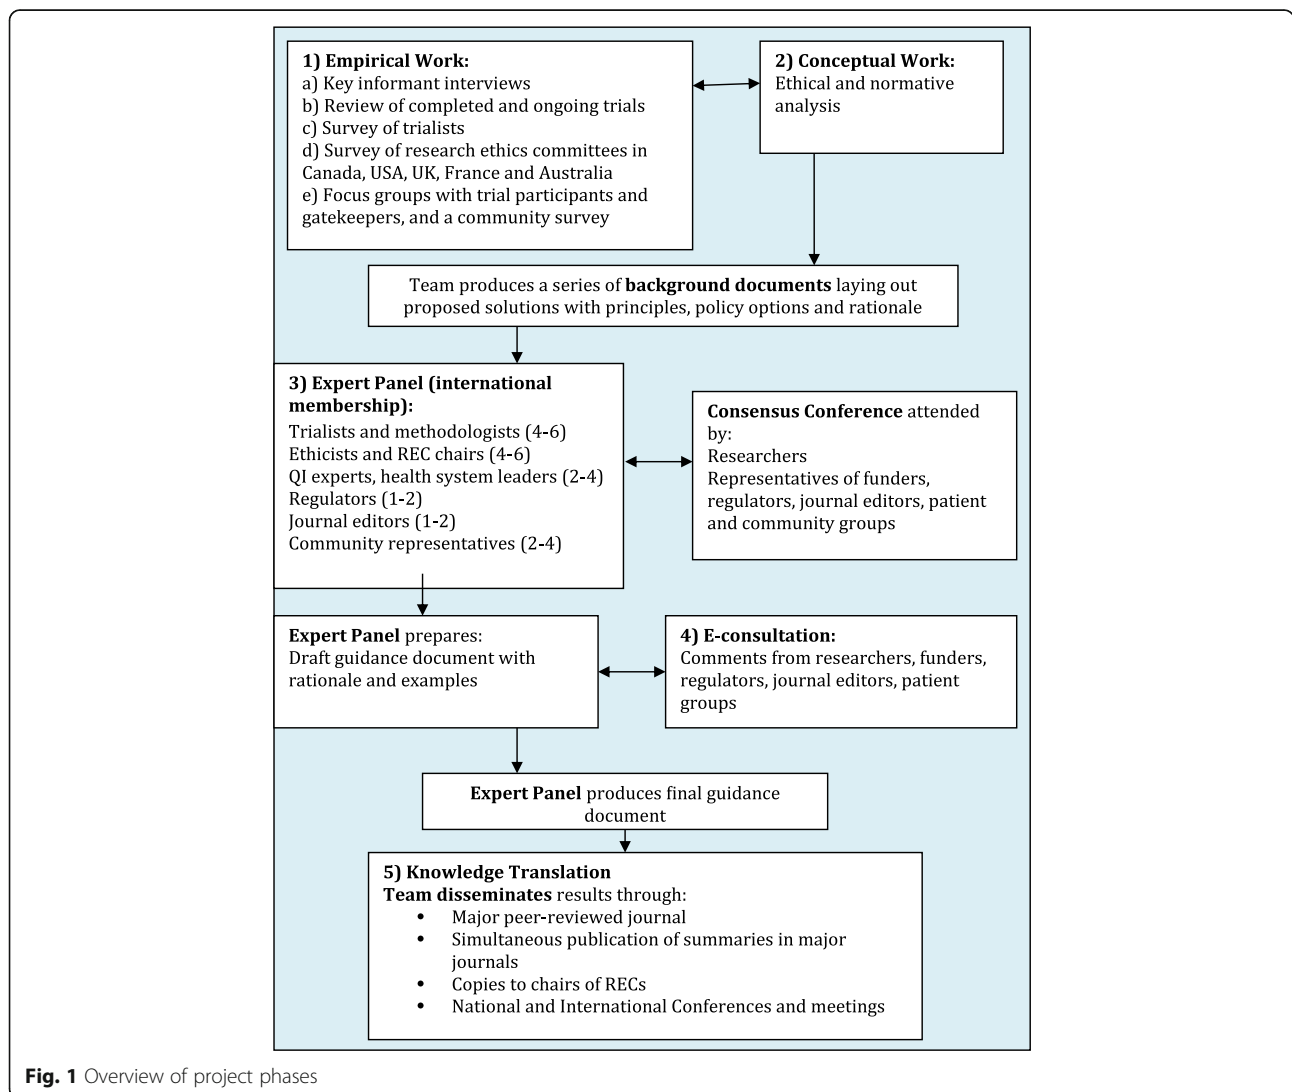 1) Empirical Work:
a) Key informant interviews
b) Review of completed and ongoing trials
c) Survey of trialists
d) Survey of research ethics committees in
Canada, USA, UK, France and Australia
e) Focus groups with trial participants and
gatekeepers, and a community survey
2) Conceptual Work:
Ethical and normative
analysis
Team produces a series of background documents laying out
proposed solutions with principles, policy options and rationale
3) Expert Panel (international
membership):
Trialists and methodologists (4-6)
Ethicists and REC chairs (4-6)
QI experts, health system leaders (2-4)
Regulators (1-2)
Journal editors (1-2)
Community representatives (2-4)
Consensus Conference attended
by:
Researchers
Representatives of funders,
regulators, journal editors, patient
and community groups
Expert Panel prepares:
Draft guidance document with
rationale and examples
4) E-consultation:
Comments from researchers, funders,
regulators, journal editors, patient
groups
Expert Panel produces final guidance
document
5) Knowledge Translation
Team disseminates results through:
• Major peer-reviewed journal
• Simultaneous publication of summaries in major
journals
• Copies to chairs of RECs
• National and International Conferences and meetings
Fig. 1 Overview of project phases